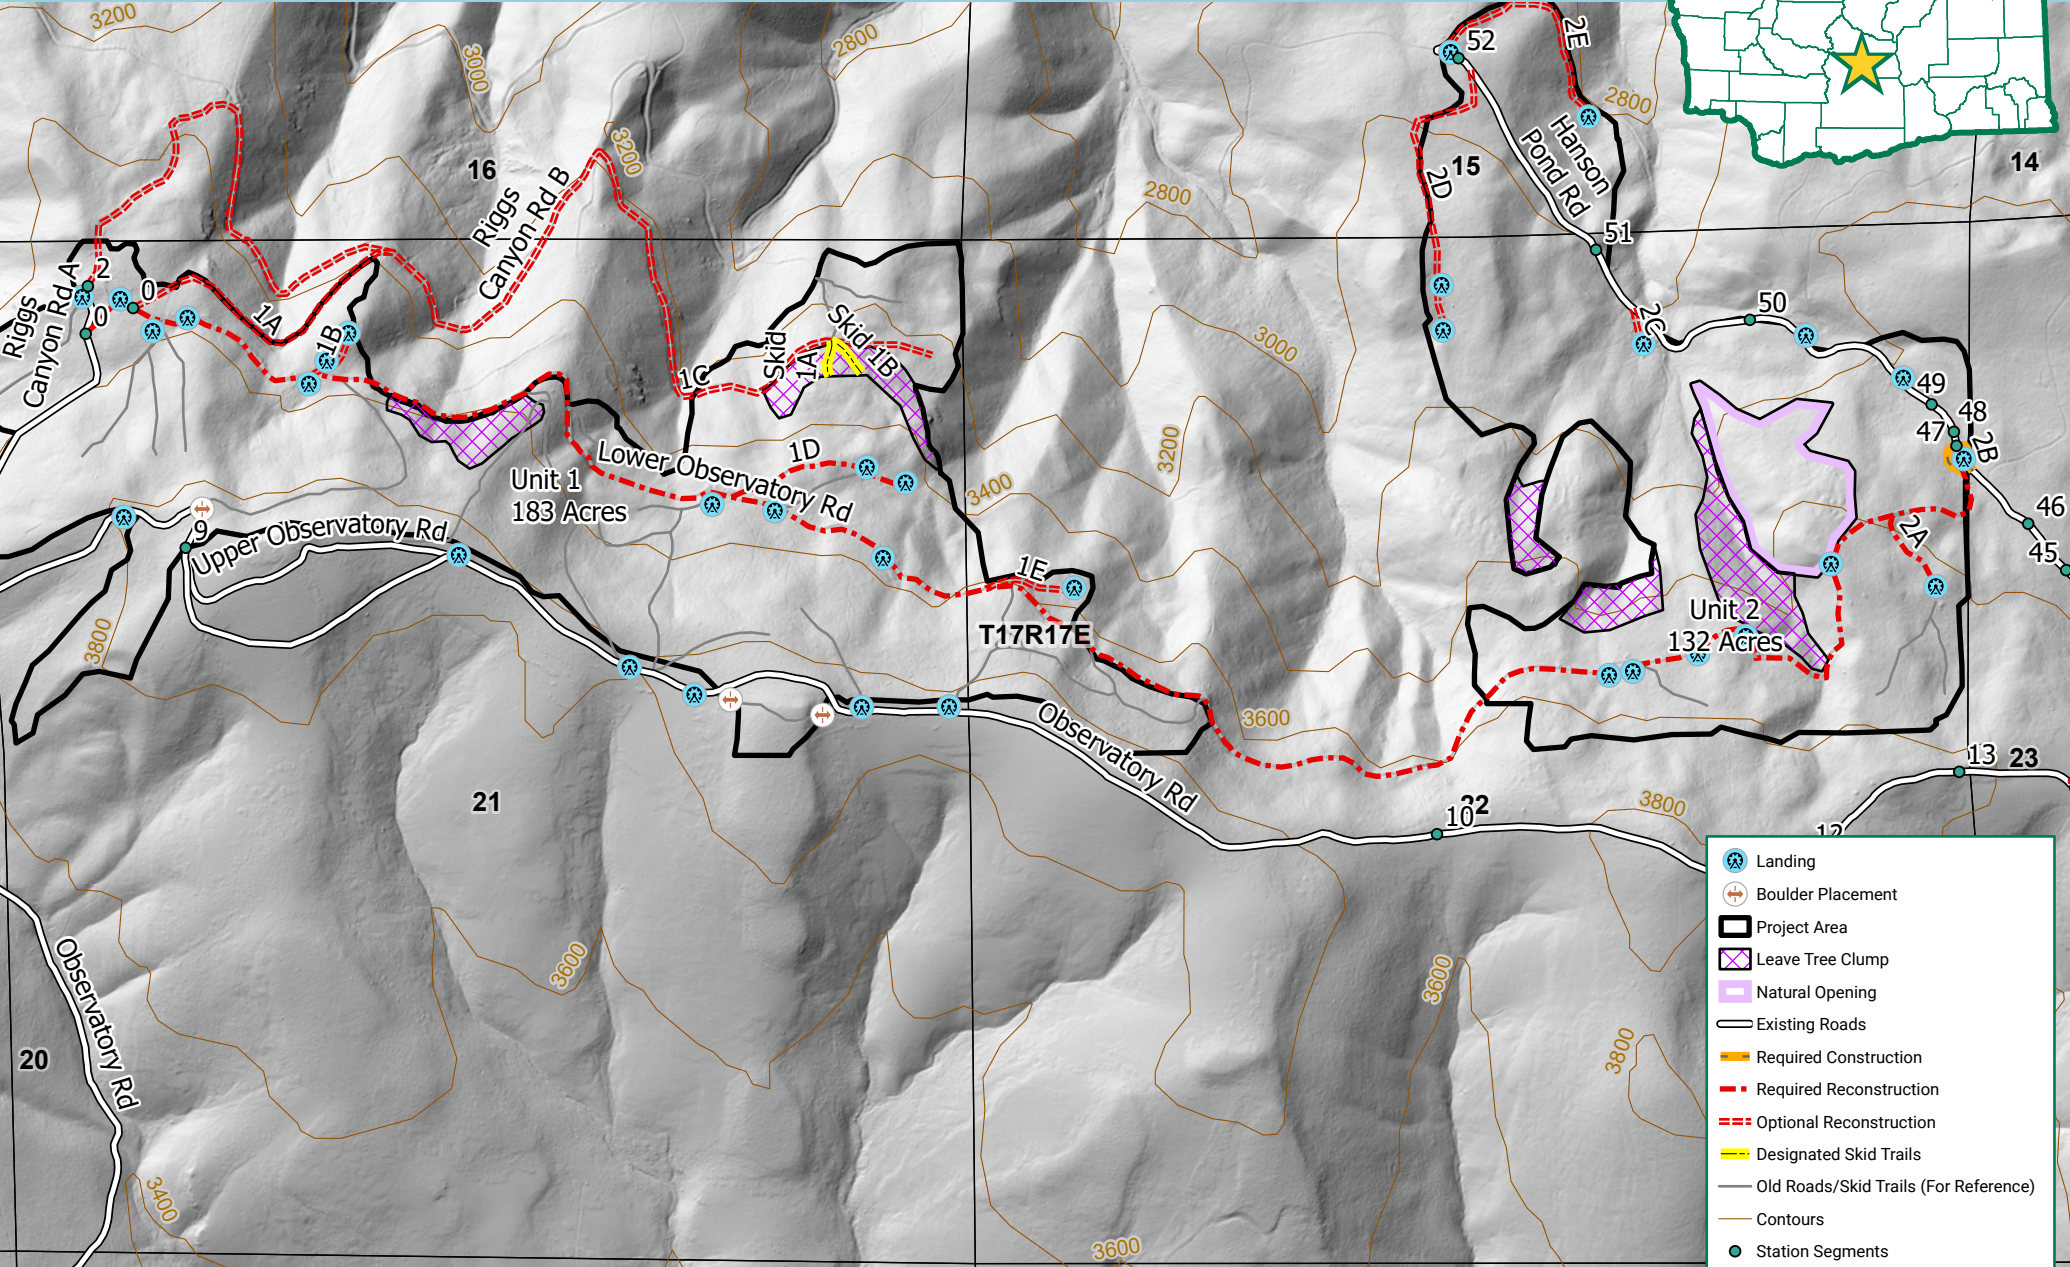 3200
3000
2800
52
2E
2800
14
16
3200
15
Hanson
Pond Rd
2D
2800
Riggs
Canyon Rd B
51
2
0
0
Riggs
Canyon Rd A
1A
1B
50
2C
3000
Skid
1A
Skid 1B
1C
49
48
47
2B
3200
1D
Lower Observatory Rd
Unit 1
183 Acres
3400
46
45
2A
9
Upper Observatory Rd
1E
T17R17E
Unit 2
132 Acres
3800
3600
Observatory Rd
13
23
21
22
10
3800
12
Observatory Rd
3600
3600
3800
20
3400
3600
Landing
Boulder Placement
Project Area
Leave Tree Clump
Natural Opening
Existing Roads
Required Construction
Required Reconstruction
Optional Reconstruction
Designated Skid Trails
Old Roads/Skid Trails (For Reference)
Contours
Station Segments